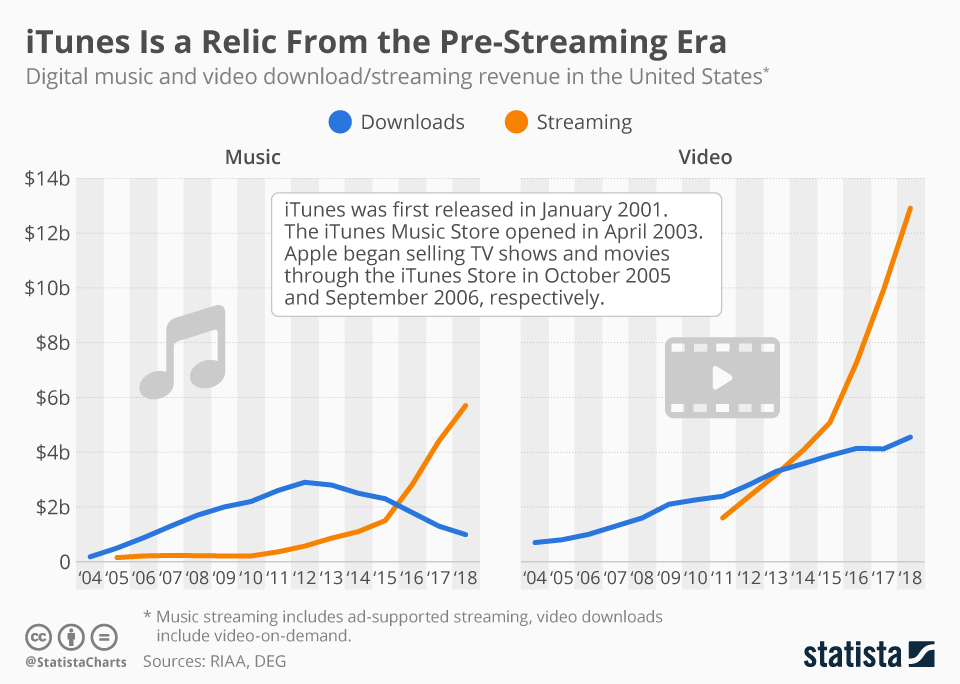 iTunes Is a Relic From the Pre-Streaming Era
Digital music and video download/streaming revenue in the United States*
Downloads Streaming
Music Video
$14b
$12b
$10b
$8b
$6b
$4b
$2b
0
iTunes was first released in January 2001.
The iTunes Music Store opened in April 2003.
Apple began selling TV shows and movies
through the iTunes Store in October 2005
and September 2006, respectively.
‘04 ‘05 ‘06 ‘07 ‘08 ‘09 ‘10 ‘11 ‘12 ‘13 ‘14 ‘15 ‘16 ‘17 ‘18 ‘04 ‘05 ‘06 ‘07 ‘08 ‘09 ‘10 ‘11 ‘12 ‘13 ‘14 ‘15 ‘16 ‘17 ‘18
* Music streaming includes ad-supported streaming, video downloads
include video-on-demand.
cc
@StatistaCharts Sources: RIAA, DEG
statista